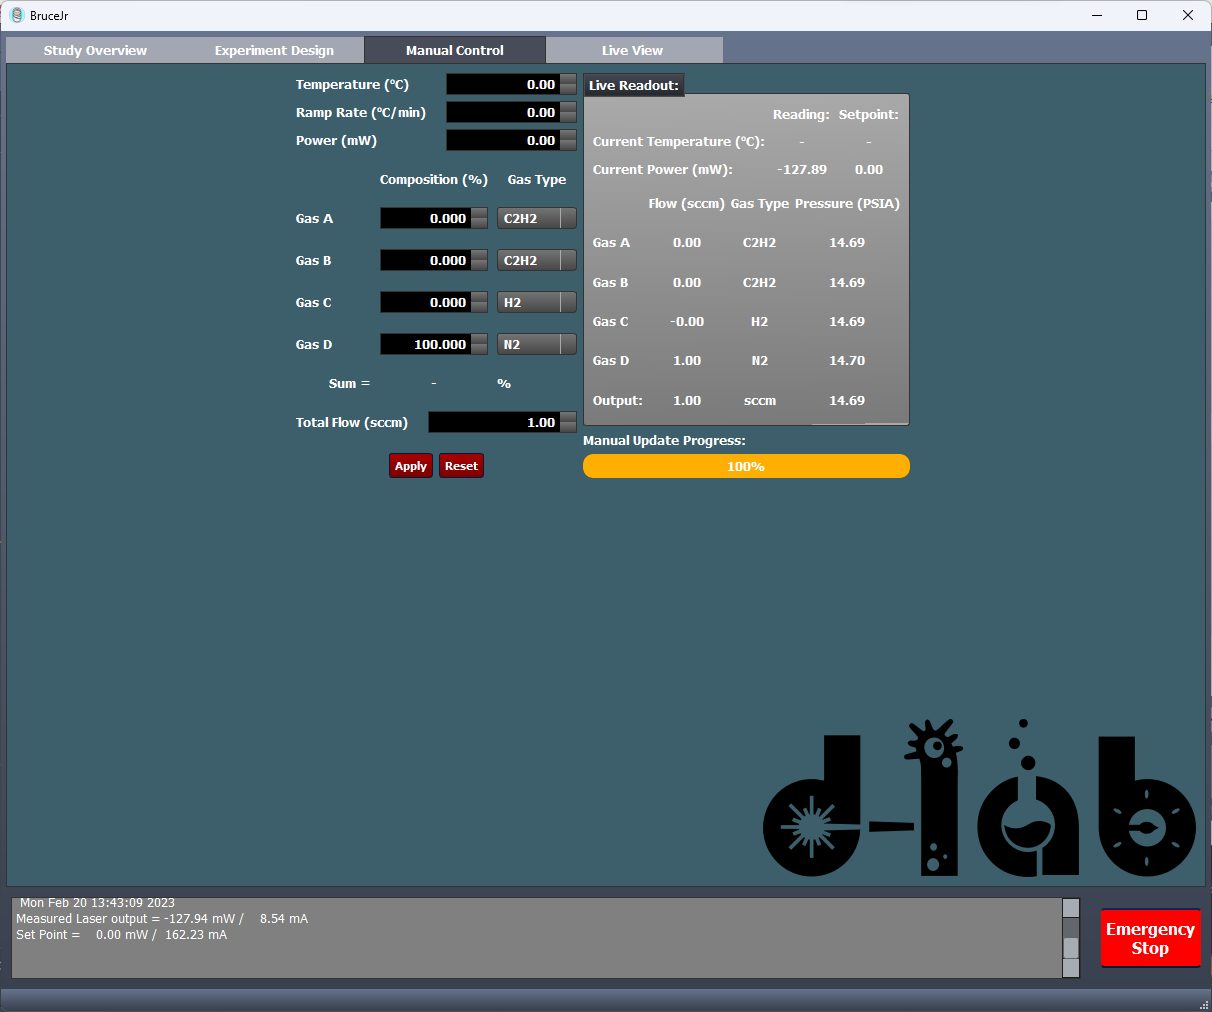 BruceJr
Study Overview Experiment Design Manual Control Live View
Temperature (°C) 0.00
Ramp Rate (°C/min) 0.00
Power (mW) 0.00
Composition (%) Gas Type
Gas A 0.000 C2H2
Gas B 0.000 C2H2
Gas C 0.000 H2
Gas D 100.000 N2
Sum = - %
Total Flow (sccm) 1.00
Apply Reset
Live Readout:
Reading: Setpoint:
Current Temperature (°C): - -
Current Power (mW): -127.89 0.00
Flow (sccm) Gas Type Pressure (PSIA)
Gas A 0.00 C2H2 14.69
Gas B 0.00 C2H2 14.69
Gas C -0.00 H2 14.69
Gas D 1.00 N2 14.70
Output: 1.00 sccm 14.69
Manual Update Progress:
100%
d-lab
Mon Feb 20 13:43:09 2023
Measured Laser output = -127.94 mW / 8.54 mA
Set Point = 0.00 mW / 162.23 mA
Emergency
Stop